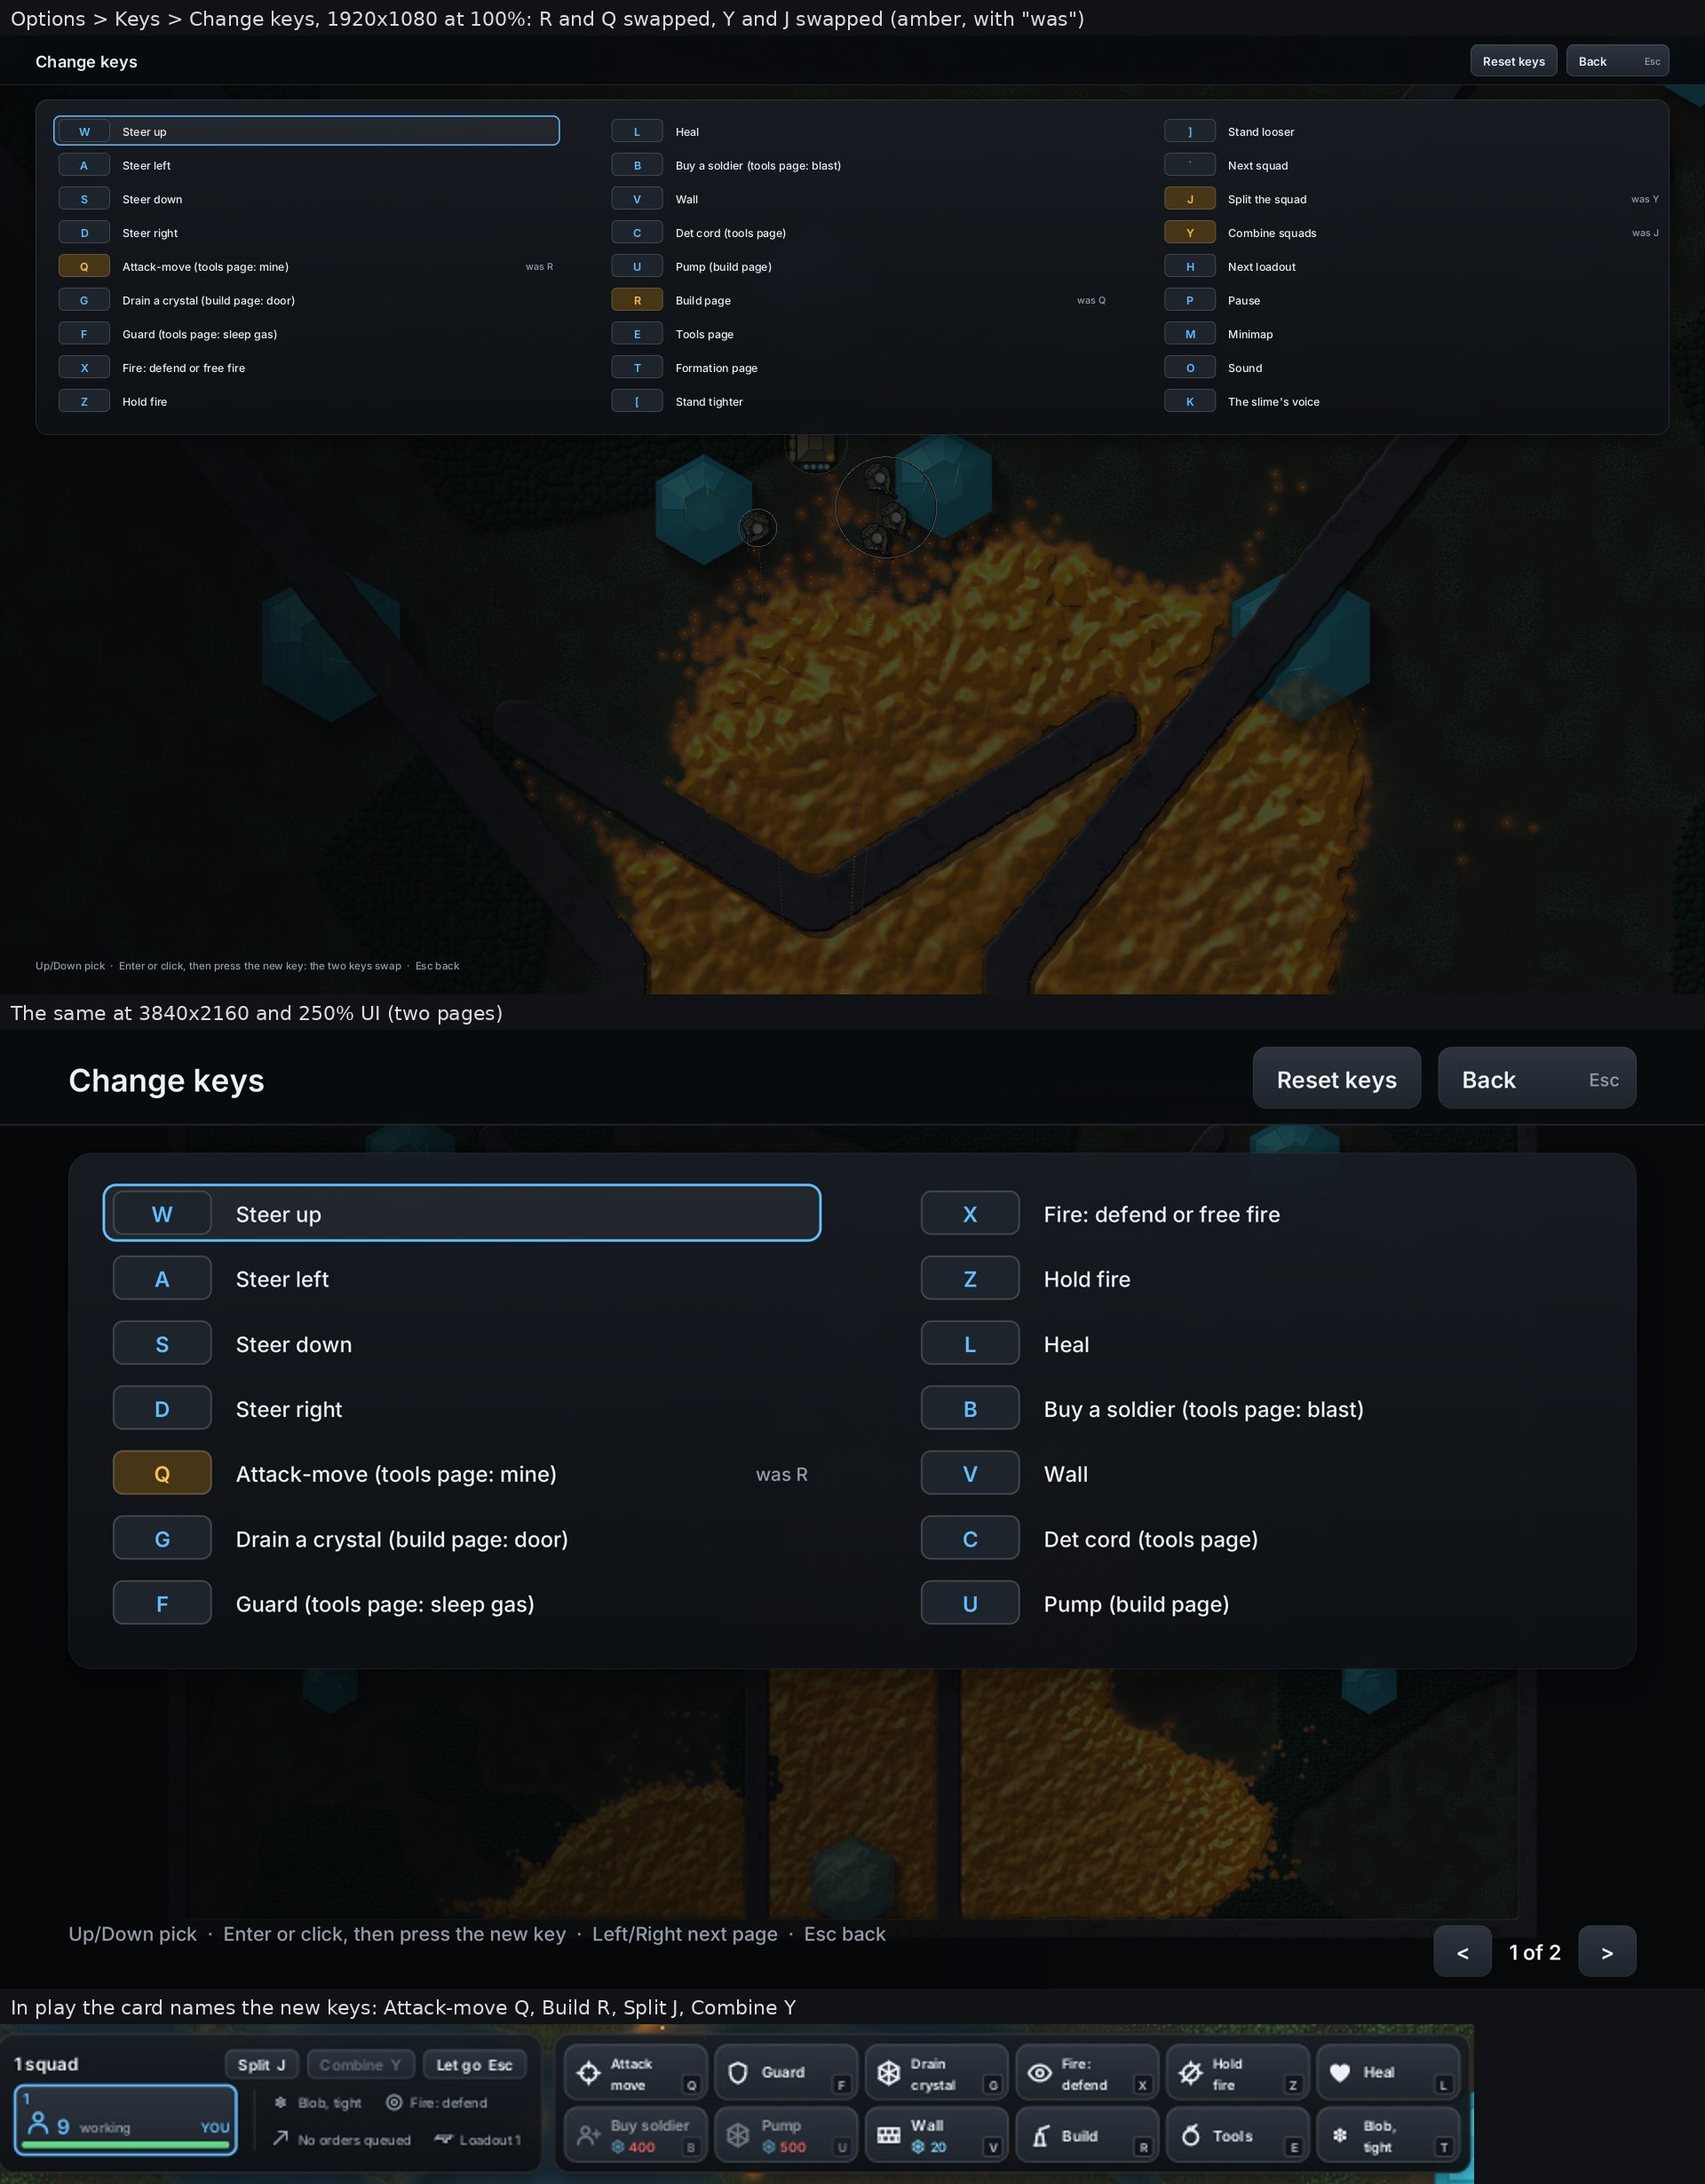 Options > Keys > Change keys, 1920x1080 at 100%: R and Q swapped, Y and J swapped (amber, with "was")
Change keys
Reset keys
Back Esc
W Steer up
A Steer left
S Steer down
D Steer right
Q Attack-move (tools page: mine) was R
G Drain a crystal (build page: door)
F Guard (tools page: sleep gas)
X Fire: defend or free fire
Z Hold fire
L Heal
B Buy a soldier (tools page: blast)
V Wall
C Det cord (tools page)
U Pump (build page)
R Build page was Q
E Tools page
T Formation page
[ Stand tighter
] Stand looser
` Next squad
J Split the squad was Y
Y Combine squads was J
H Next loadout
P Pause
M Minimap
O Sound
K The slime's voice
Up/Down pick · Enter or click, then press the new key: the two keys swap · Esc back
The same at 3840x2160 and 250% UI (two pages)
Change keys
Reset keys
Back Esc
W Steer up
A Steer left
S Steer down
D Steer right
Q Attack-move (tools page: mine) was R
G Drain a crystal (build page: door)
F Guard (tools page: sleep gas)
X Fire: defend or free fire
Z Hold fire
L Heal
B Buy a soldier (tools page: blast)
V Wall
C Det cord (tools page)
U Pump (build page)
Up/Down pick · Enter or click, then press the new key · Left/Right next page · Esc back
< 1 of 2 >
In play the card names the new keys: Attack-move Q, Build R, Split J, Combine Y
1 squad
Split J
Combine Y
Let go Esc
1
9 working YOU
Blob, tight
Fire: defend
No orders queued
Loadout 1
Attack
move Q
Guard F
Drain
crystal G
Fire:
defend X
Hold
fire Z
Heal L
Buy soldier
400 B
Pump
500 U
Wall
20 V
Build R
Tools E
Blob,
tight T